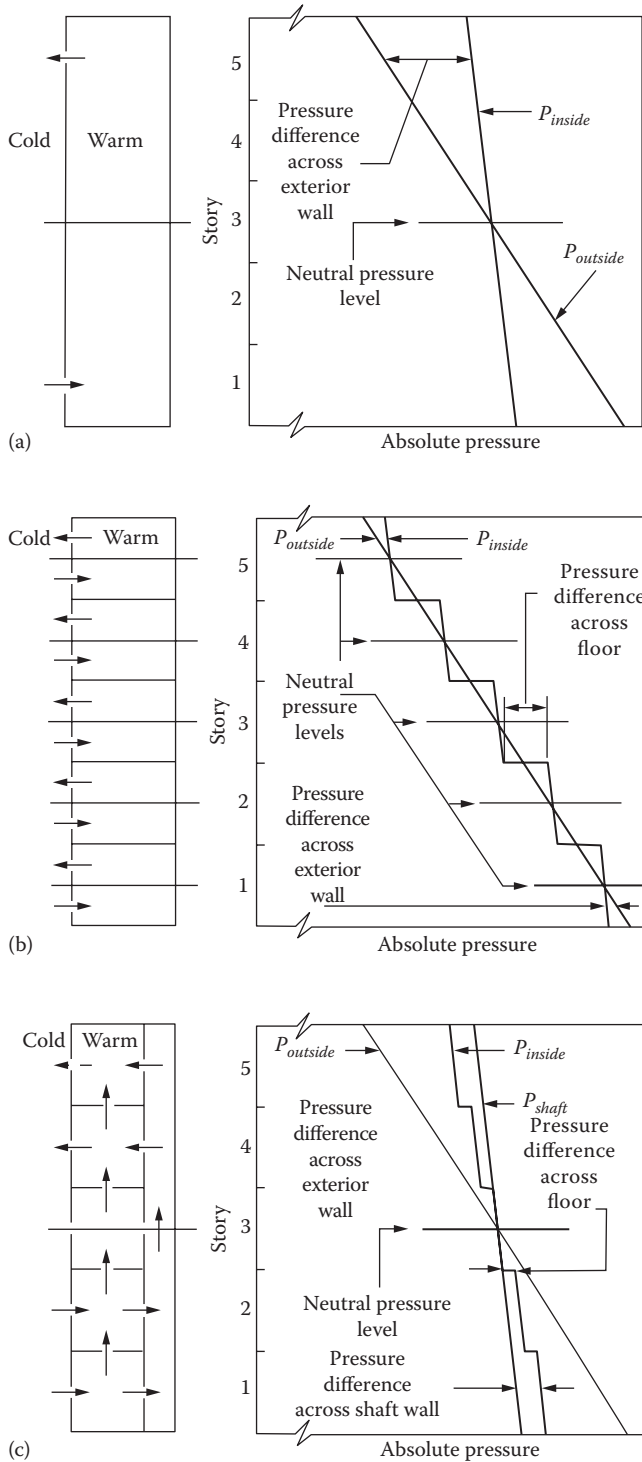 5
Pressure
difference
across
exterior
wall
P_inside
Cold
Warm
4
Story
3
Neutral pressure
level
P_outside
2
1
(a)
Absolute pressure
Cold
Warm
P_outside
P_inside
5
Pressure
difference
across
floor
4
Neutral
pressure
levels
Story
3
Pressure
difference
across
exterior
wall
2
1
(b)
Absolute pressure
Cold
Warm
P_outside
P_inside
5
P_shaft
Pressure
difference
across
exterior
wall
Pressure
difference
across
floor
4
Story
3
Neutral pressure
level
2
Pressure
difference
across shaft wall
1
(c)
Absolute pressure